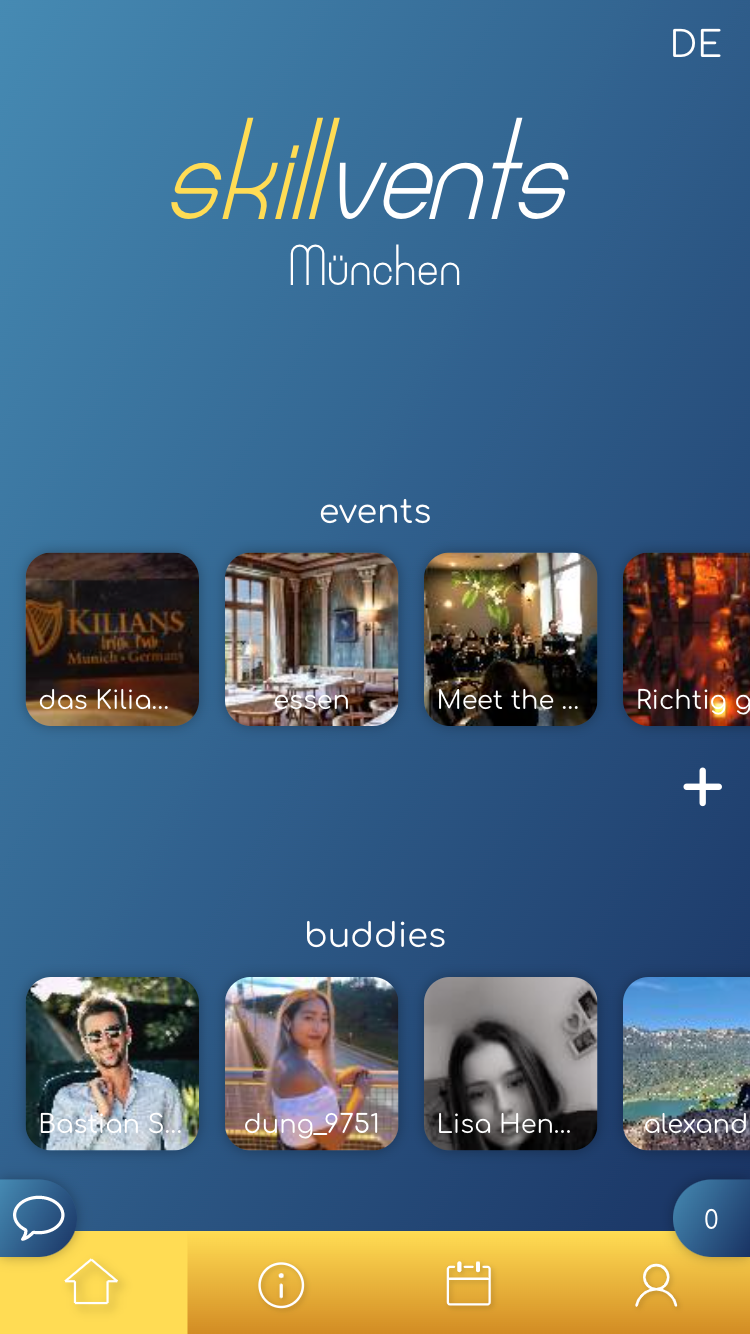 DE
skillvents
München
events
KILIANS
Irish Pub
Munich • Germany
das Kilia...
essen
Meet the ...
Richtig g
+
buddies
Bastian S...
dung_9751
Lisa Hen...
alexand
0